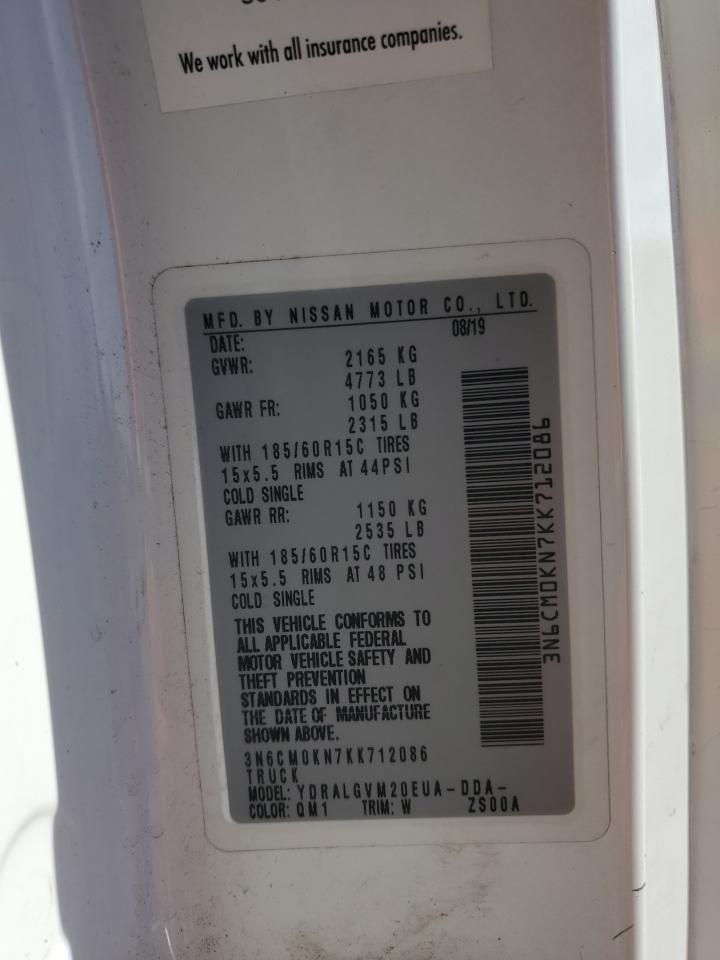 We work with all insurance companies.
MFD. BY NISSAN MOTOR CO., LTD.
DATE: 08/19
GVWR: 2165 KG
4773 LB
GAWR FR: 1050 KG
2315 LB
WITH 185/60R15C TIRES
15x5.5 RIMS AT 44PSI
COLD SINGLE
GAWR RR: 1150 KG
2535 LB
WITH 185/60R15C TIRES
15x5.5 RIMS AT 48 PSI
COLD SINGLE
THIS VEHICLE CONFORMS TO
ALL APPLICABLE FEDERAL
MOTOR VEHICLE SAFETY AND
THEFT PREVENTION
STANDARDS IN EFFECT ON
THE DATE OF MANUFACTURE
SHOWN ABOVE.
3N6CM0KN7KK712086
TRUCK
MODEL: YDRALGVM20EUA-DDA-
COLOR: QM1 TRIM: W ZS00A
3N6CM0KN7KK712086